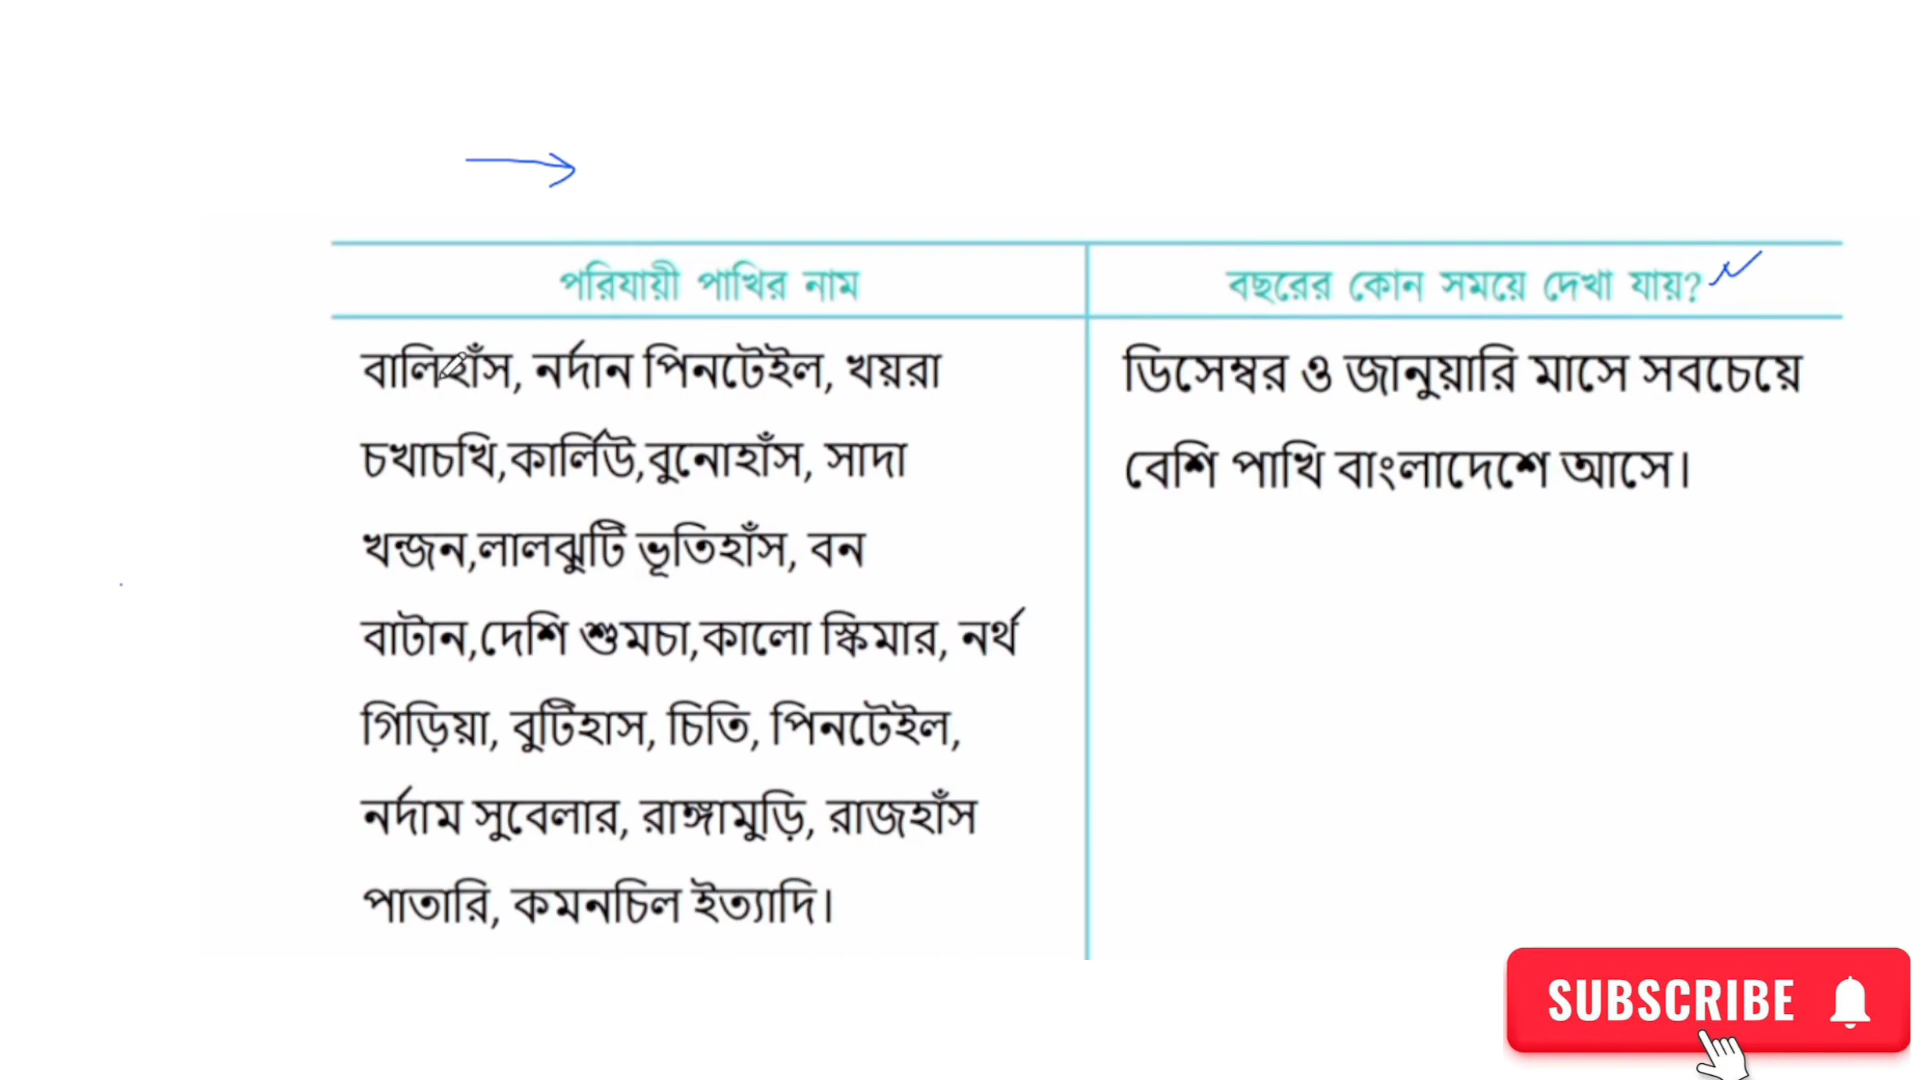 পরিযায়ী পাখির নাম
বছরের কোন সময়ে দেখা যায়?
বালিহাঁস, নর্দান পিনটেইল, খয়রা
চখাচখি,কার্লিউ,বুনোহাঁস, সাদা
খন্জন,লালঝুটি ভূতিহাঁস, বন
বাটান,দেশি শুমচা,কালো স্কিমার, নর্থ
গিড়িয়া, বুটিহাস, চিতি, পিনটেইল,
নর্দাম সুবেলার, রাঙ্গামুড়ি, রাজহাঁস
পাতারি, কমনচিল ইত্যাদি।
ডিসেম্বর ও জানুয়ারি মাসে সবচেয়ে
বেশি পাখি বাংলাদেশে আসে।
SUBSCRIBE